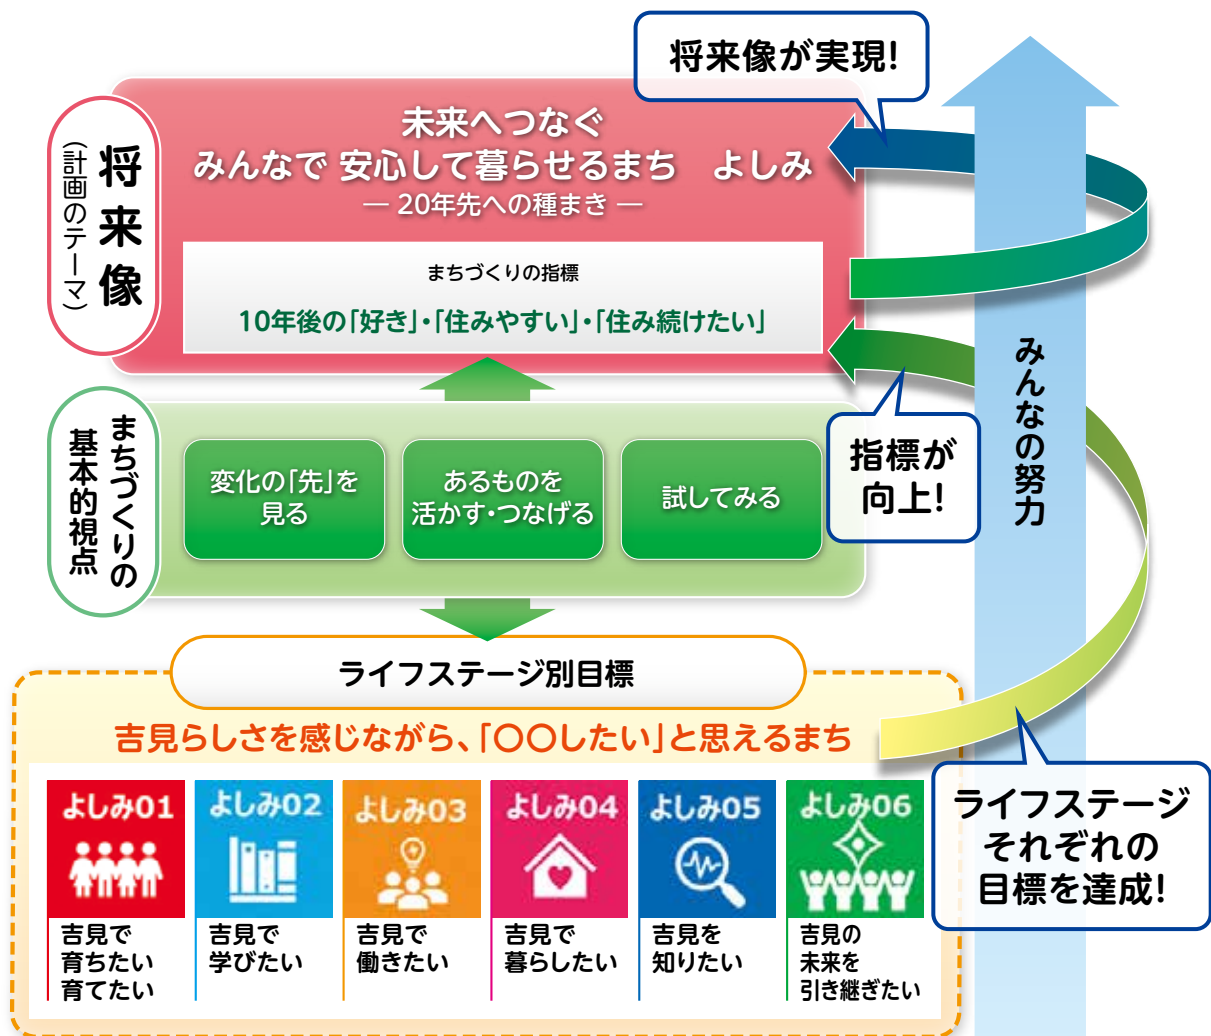 将来像が実現!
将来像
(計画のテーマ)
未来へつなぐ
みんなで 安心して暮らせるまち よしみ
― 20年先への種まき ―
まちづくりの指標
10年後の「好き」・「住みやすい」・「住み続けたい」
みんなの努力
指標が
向上!
まちづくりの
基本的視点
変化の「先」を
見る
あるものを
活かす・つなげる
試してみる
ライフステージ別目標
吉見らしさを感じながら、「〇〇したい」と思えるまち
よしみ01
吉見で
育ちたい
育てたい
よしみ02
吉見で
学びたい
よしみ03
吉見で
働きたい
よしみ04
吉見で
暮らしたい
よしみ05
吉見を
知りたい
よしみ06
吉見の
未来を
引き継ぎたい
ライフステージ
それぞれの
目標を達成!